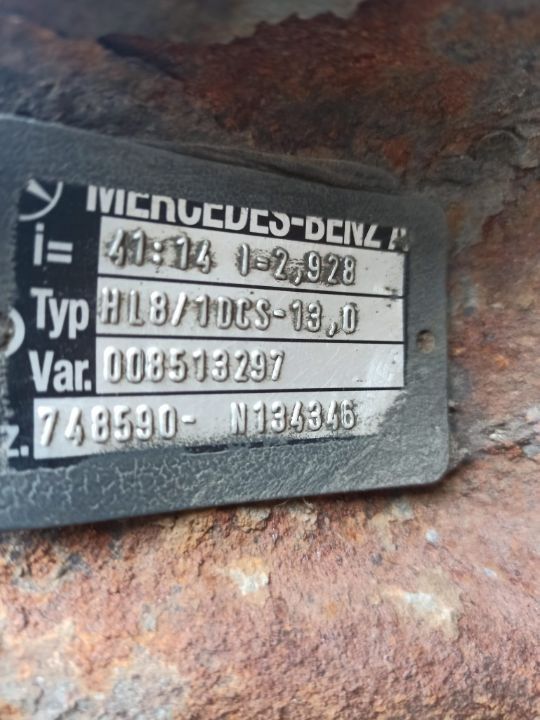 MERCEDES-BENZ A
i= 41:14 I=2,928
Typ HL8/1DCS-13,0
Var. 008513297
z. 748590- N134346